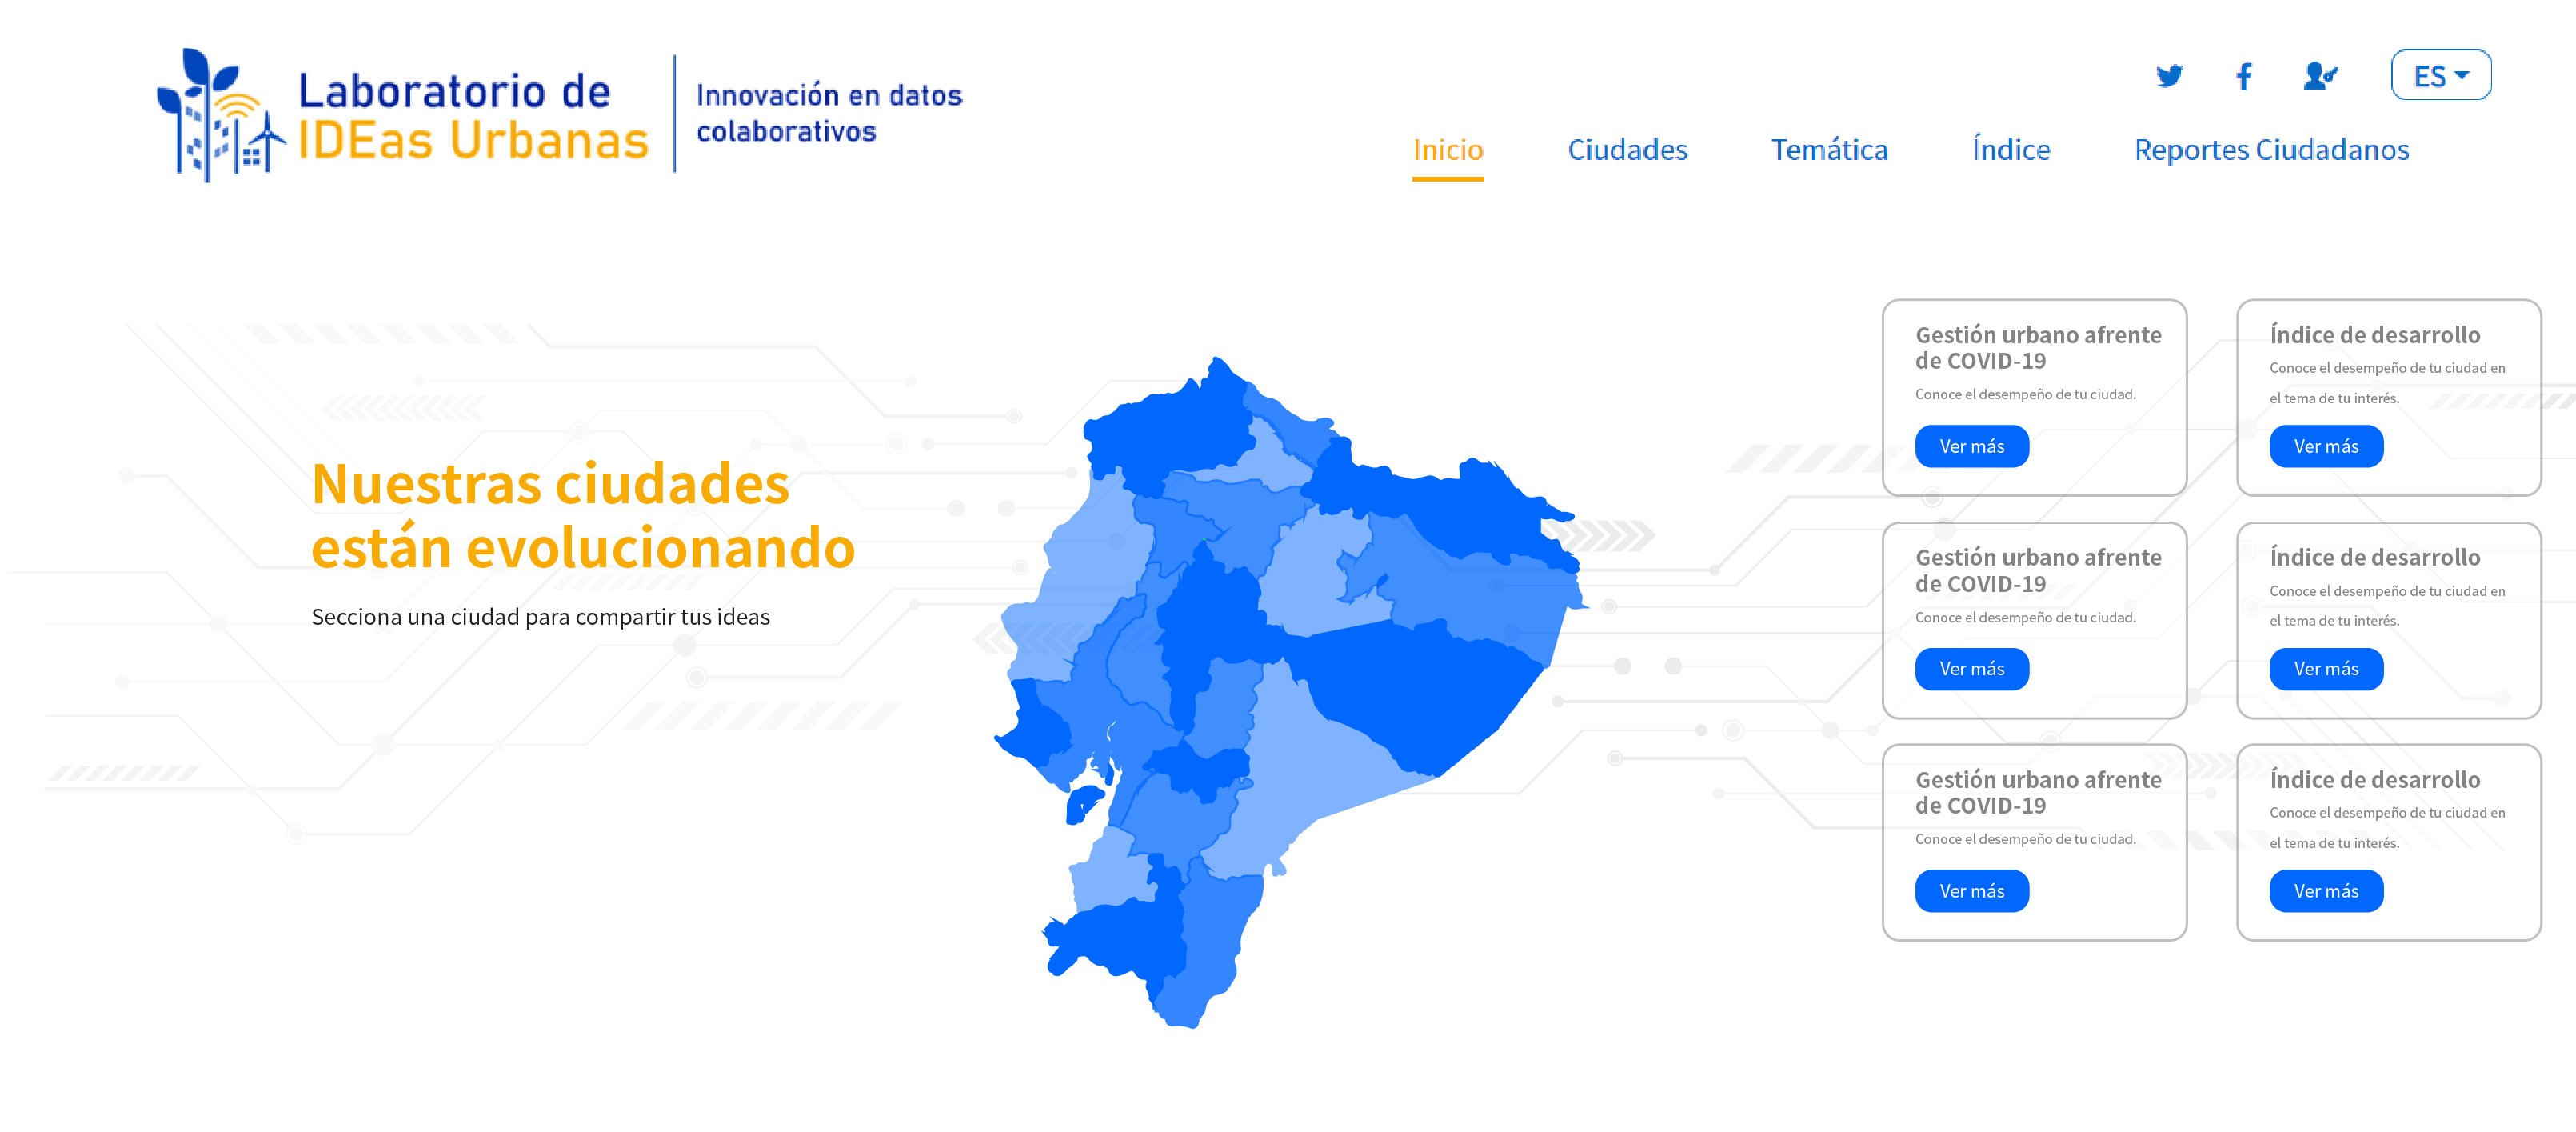 Laboratorio de
IDEas Urbanas
Innovación en datos
colaborativos
ES
Inicio
Ciudades
Temática
Índice
Reportes Ciudadanos
Nuestras ciudades
están evolucionando
Secciona una ciudad para compartir tus ideas
Gestión urbano afrente
de COVID-19
Conoce el desempeño de tu ciudad.
Ver más
Índice de desarrollo
Conoce el desempeño de tu ciudad en
el tema de tu interés.
Ver más
Gestión urbano afrente
de COVID-19
Conoce el desempeño de tu ciudad.
Ver más
Índice de desarrollo
Conoce el desempeño de tu ciudad en
el tema de tu interés.
Ver más
Gestión urbano afrente
de COVID-19
Conoce el desempeño de tu ciudad.
Ver más
Índice de desarrollo
Conoce el desempeño de tu ciudad en
el tema de tu interés.
Ver más